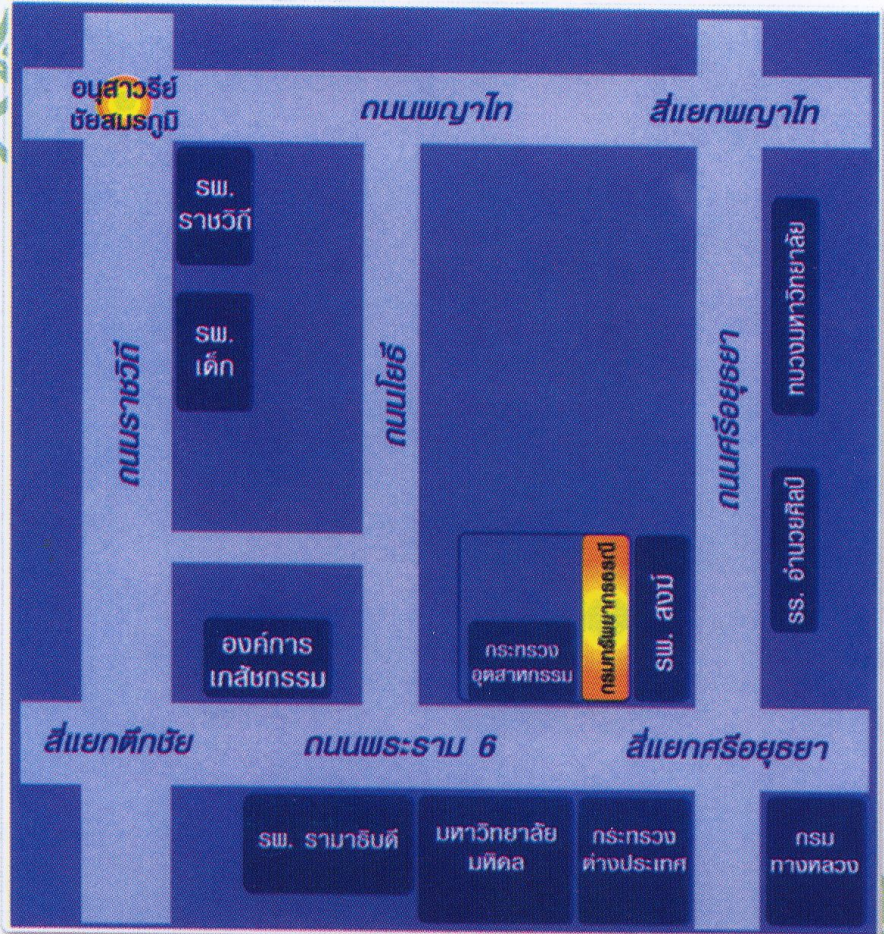 อนุสาวรีย์
ชัยสมรภูมิ
ถนนพญาไท
สี่แยกพญาไท
รพ.
ราชวิถี
รพ.
เด็ก
ถนนราชวิถี
ถนนโยธี
ถนนศรีอยุธยา
ทบวงมหาวิทยาลัย
รร. อำนวยศิลป์
องค์การ
เภสัชกรรม
กระทรวง
อุตสาหกรรม
กรมทรัพยากรธรณี
รพ. สงฆ์
สี่แยกตึกชัย
ถนนพระราม 6
สี่แยกศรีอยุธยา
รพ. รามาธิบดี
มหาวิทยาลัย
มหิดล
กระทรวง
ต่างประเทศ
กรม
ทางหลวง